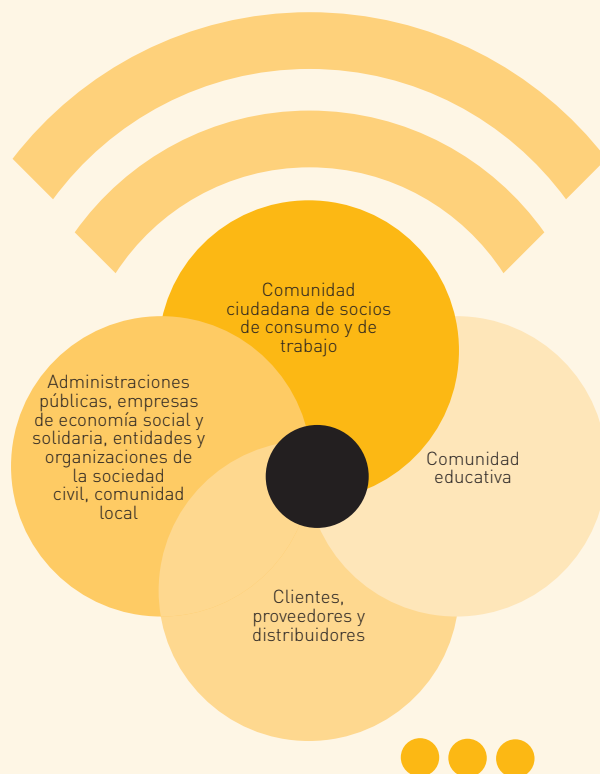 Comunidad
ciudadana de socios
de consumo y de
trabajo
Administraciones
públicas, empresas
de economía social y
solidaria, entidades y
organizaciones de
la sociedad
civil, comunidad
local
Comunidad
educativa
Clientes,
proveedores y
distribuidores